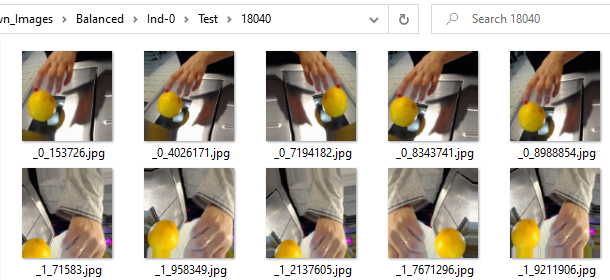 vn_Images > Balanced > Ind-0 > Test > 18040
Search 18040
_0_153726.jpg _0_4026171.jpg _0_7194182.jpg _0_8343741.jpg _0_8988854.jpg
_1_71583.jpg _1_958349.jpg _1_2137605.jpg _1_7671296.jpg _1_9211906.jpg